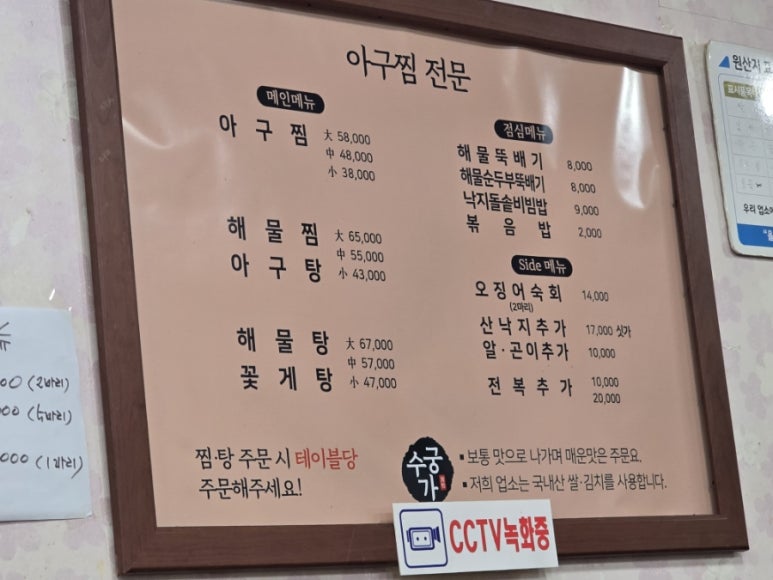 아구찜 전문
메인메뉴
아구찜 大 58,000
中 48,000
小 38,000
해물찜 大 65,000
아구탕 中 55,000
小 43,000
해물탕 大 67,000
꽃게탕 中 57,000
小 47,000
점심메뉴
해물뚝배기 8,000
해물순두부뚝배기 8,000
낙지돌솥비빔밥 9,000
볶음밥 2,000
Side 메뉴
오징어숙회 14,000
(2마리)
산낙지추가 17,000 싯가
알·곤이추가 10,000
전복추가 10,000
20,000
찜·탕 주문 시 테이블당
주문해주세요!
수궁가
▪ 보통 맛으로 나가며 매운맛은 주문요.
▪ 저희 업소는 국내산 쌀·김치를 사용합니다.
CCTV녹화중
원산지
우리 업소
00 (2마리)
000 (1마리)